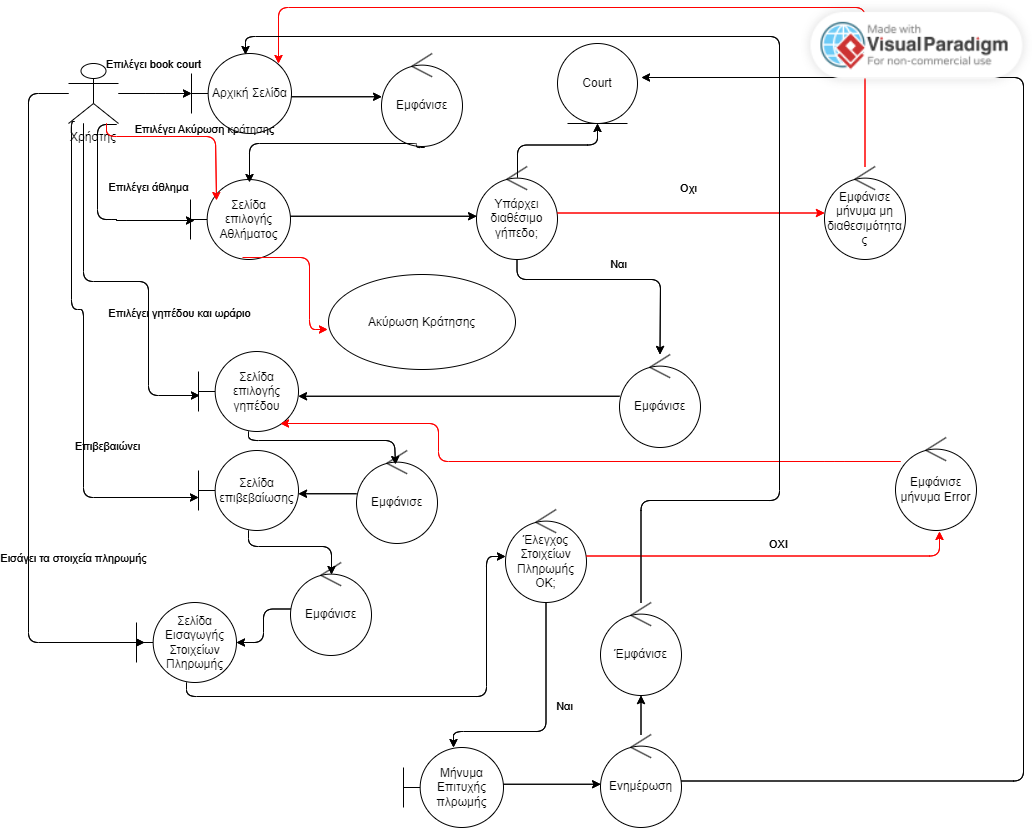 Made with
Visual Paradigm
For non-commercial use
Επιλέγει book court
Αρχική Σελίδα
Εμφάνισε
Court
Χρήστης
Επιλέγει Ακύρωση κράτησης
Επιλέγει άθλημα
Σελίδα
επιλογής
Αθλήματος
Υπάρχει
διαθέσιμο
γήπεδο;
Οχι
Εμφάνισε
μήνυμα μη
διαθεσιμότητα
ς
Ναι
Επιλέγει γηπέδου και ωράριο
Ακύρωση Κράτησης
Σελίδα
επιλογής
γηπέδου
Εμφάνισε
Επιβεβαιώνει
Σελίδα
επιβεβαίωσης
Εμφάνισε
Εμφάνισε
μήνυμα Error
Εισάγει τα στοιχεία πληρωμής
Έλεγχος
Στοιχείων
Πληρωμής
ΟΚ;
ΟΧΙ
Εμφάνισε
Σελίδα
Εισαγωγής
Στοιχείων
Πληρωμής
Έμφάνισε
Ναι
Μήνυμα
Επιτυχής
πλρωμής
Ενημέρωση